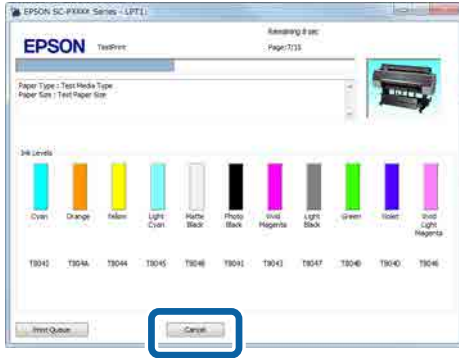 EPSON SC-PXXXX Series - LPT1:
EPSON
TestPrint
Remaining 8 sec
Page:7/15
Paper Type : Test Media Type
Paper Size : Test Paper Size
Ink Levels
Cyan Orange Yellow Light Cyan Matte Black Photo Black Vivid Magenta Light Black Green Violet Vivid Light Magenta
T8042 T804A T8044 T8045 T8048 T8041 T8043 T8047 T804B T804D T8046
Print Queue Cancel